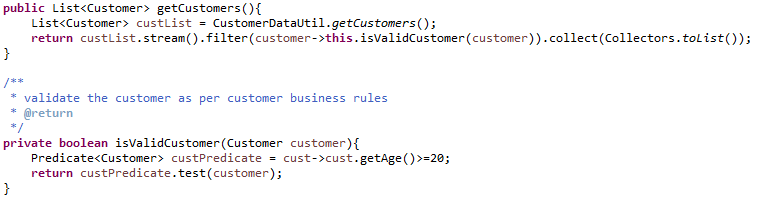 public List<Customer> getCustomers(){
    List<Customer> custList = CustomerDataUtil.getCustomers();
    return custList.stream().filter(customer->this.isValidCustomer(customer)).collect(Collectors.toList());
}

/**
 * validate the customer as per customer business rules
 * @return
 */
private boolean isValidCustomer(Customer customer){
    Predicate<Customer> custPredicate = cust->cust.getAge()>=20;
    return custPredicate.test(customer);
}